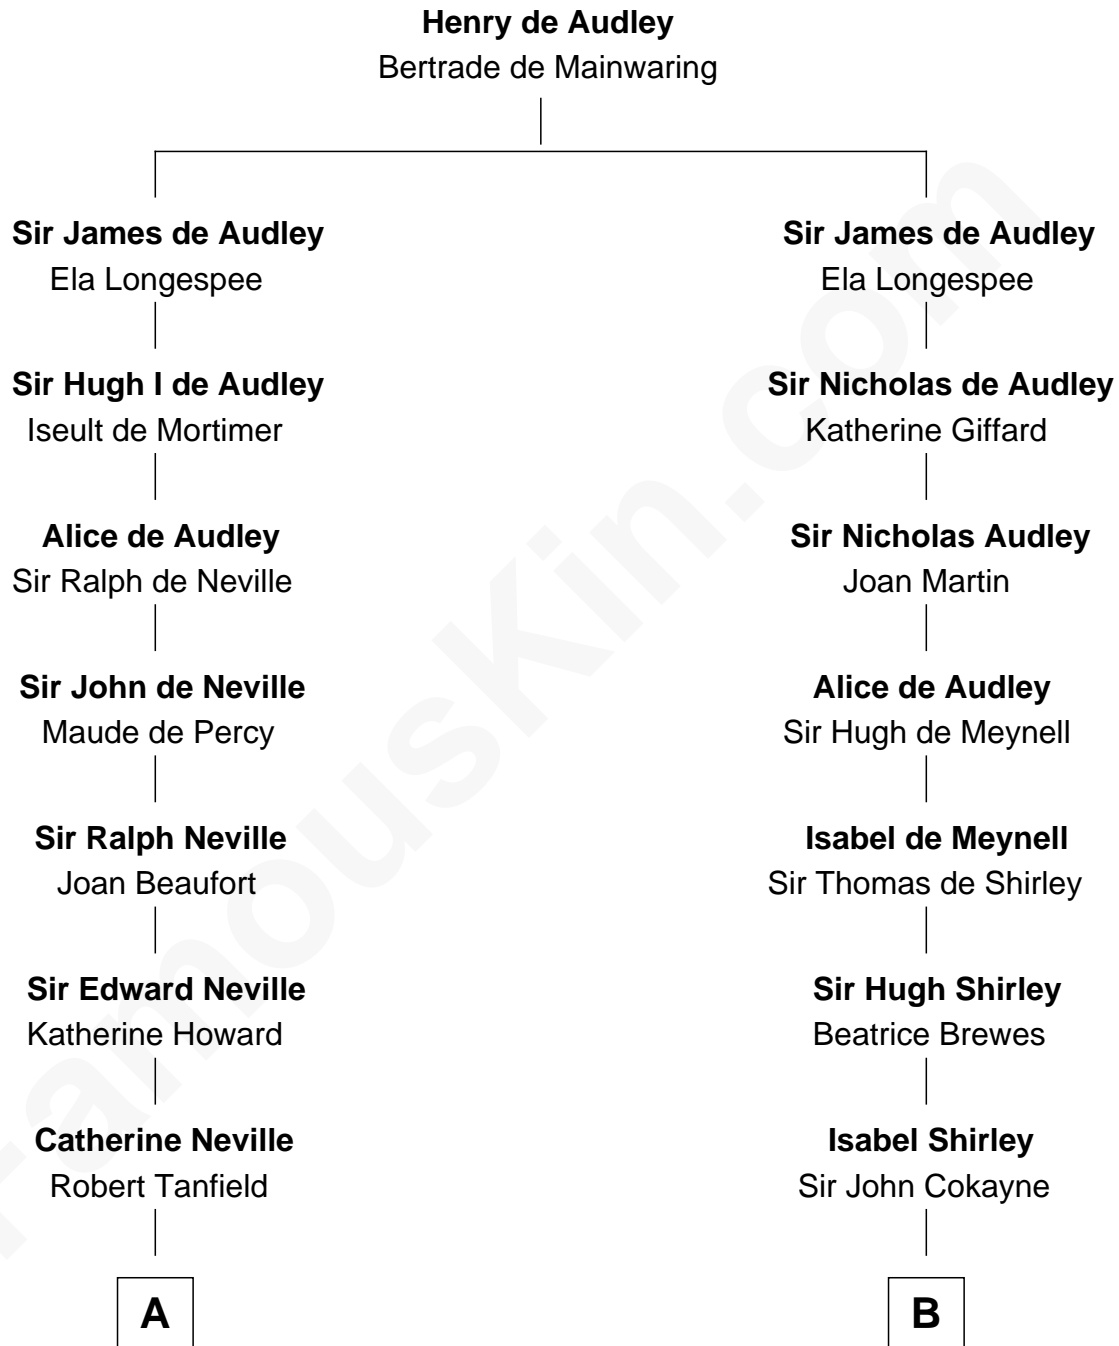 Henry de Audley
Bertrade de Mainwaring
Sir James de Audley
Ela Longespee
Sir Hugh I de Audley
Iseult de Mortimer
Alice de Audley
Sir Ralph de Neville
Sir John de Neville
Maude de Percy
Sir Ralph Neville
Joan Beaufort
Sir Edward Neville
Katherine Howard
Catherine Neville
Robert Tanfield
A
Sir James de Audley
Ela Longespee
Sir Nicholas de Audley
Katherine Giffard
Sir Nicholas Audley
Joan Martin
Alice de Audley
Sir Hugh de Meynell
Isabel de Meynell
Sir Thomas de Shirley
Sir Hugh Shirley
Beatrice Brewes
Isabel Shirley
Sir John Cokayne
B
FamousKin.com